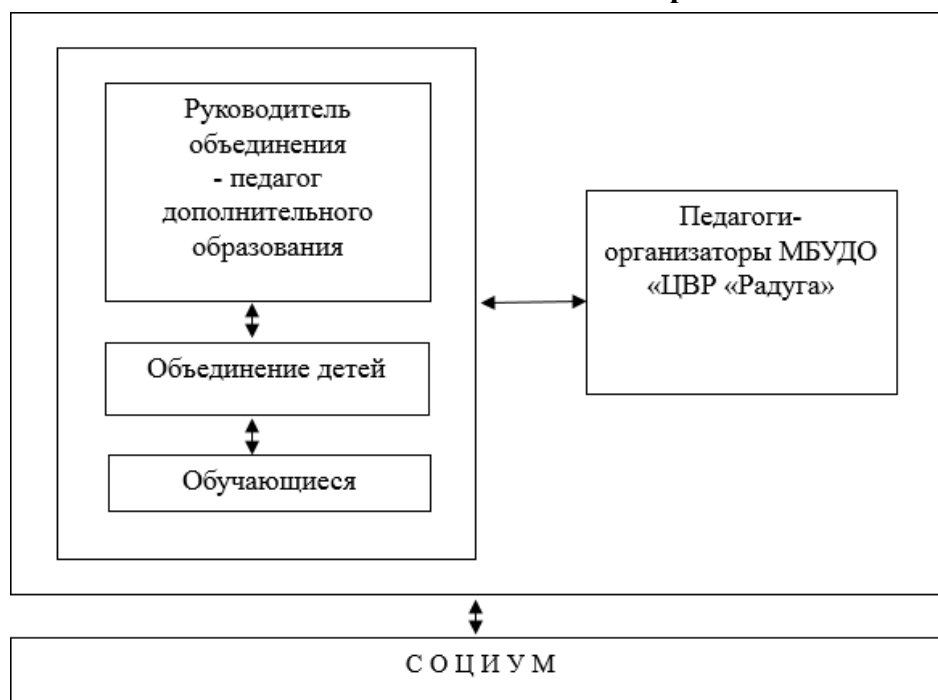 Руководитель
объединения
- педагог
дополнительного
образования
Педагоги-
организаторы МБУДО
«ЦВР «Радуга»
Объединение детей
Обучающиеся
С О Ц И У М